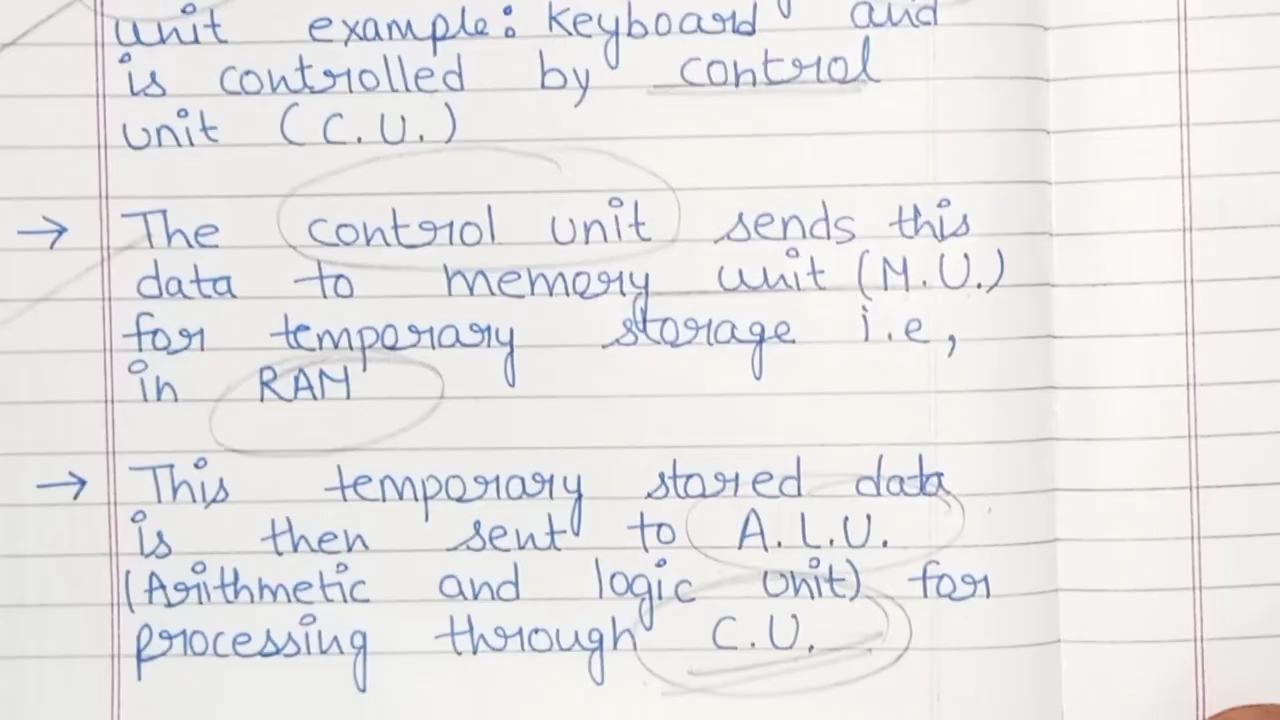 unit example: Keyboard and
is controlled by control
unit (C.U.)
→ The control unit sends this
data to memory unit (M.U.)
for temporary storage i.e,
in RAM
→ This temporary stored data
is then sent to A.L.U.
(Arithmetic and logic unit) for
processing through C.U.